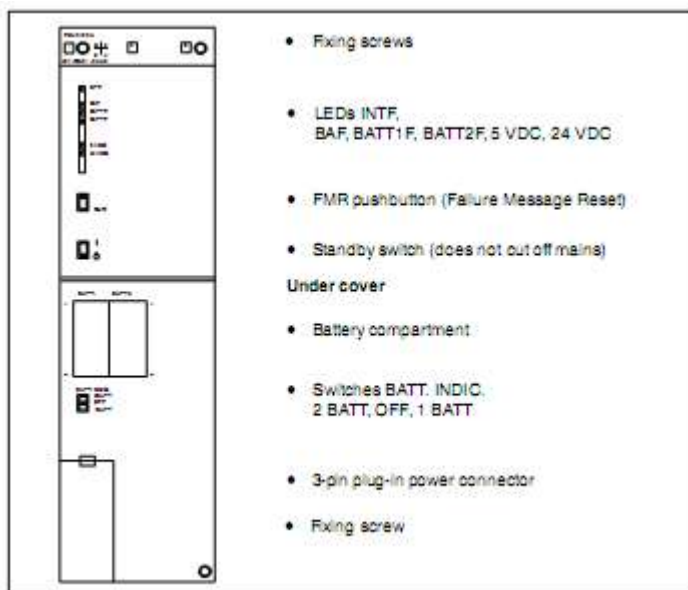 Fixing screws
LEDs INTF,
BAF, BATT1F, BATT2F, 5 VDC, 24 VDC
FMR pushbutton (Failure Message Reset)
Standby switch (does not cut off mains)
Under cover
Battery compartment
Switches BATT. INDIC.
2 BATT, OFF, 1 BATT
3-pin plug-in power connector
Fixing screw